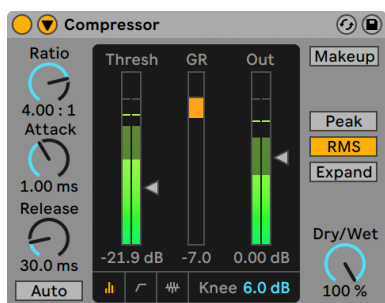 Compressor
Ratio
4.00 : 1
Attack
1.00 ms
Release
30.0 ms
Auto
Thresh GR Out
-21.9 dB -7.0 0.00 dB
Knee 6.0 dB
Makeup
Peak
RMS
Expand
Dry/Wet
100 %